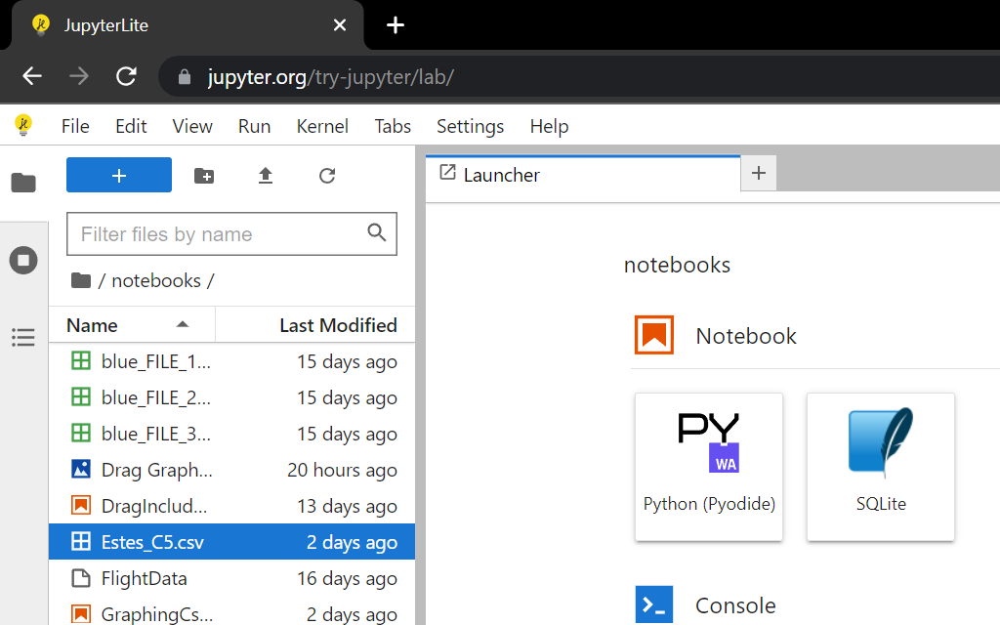 JupyterLite
jupyter.org/try-jupyter/lab/
File Edit View Run Kernel Tabs Settings Help
Launcher
Filter files by name
/ notebooks /
Name Last Modified
blue_FILE_1... 15 days ago
blue_FILE_2... 15 days ago
blue_FILE_3... 15 days ago
Drag Graph... 20 hours ago
DragInclud... 13 days ago
Estes_C5.csv 2 days ago
FlightData 16 days ago
GraphingCs... 2 days ago
notebooks
Notebook
PY
WA
Python (Pyodide)
SQLite
Console